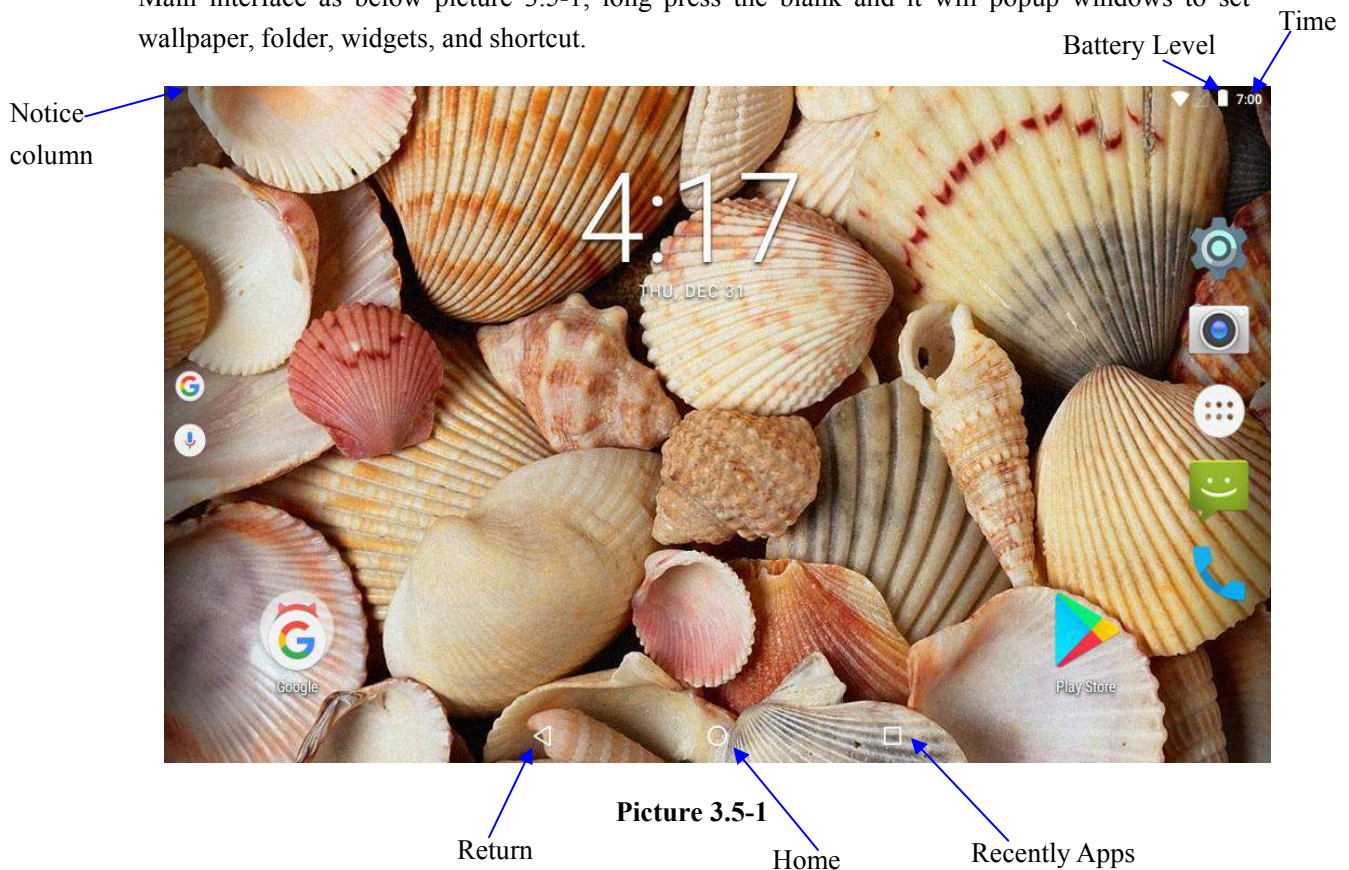 Main interface as below picture 3.5-1, long press the blank and it will popup windows to set
wallpaper, folder, widgets, and shortcut.
Time
Battery Level
Notice
column
7:00
4:17
THU, DEC 31
Google
Play Store
Picture 3.5-1
Return
Home
Recently Apps